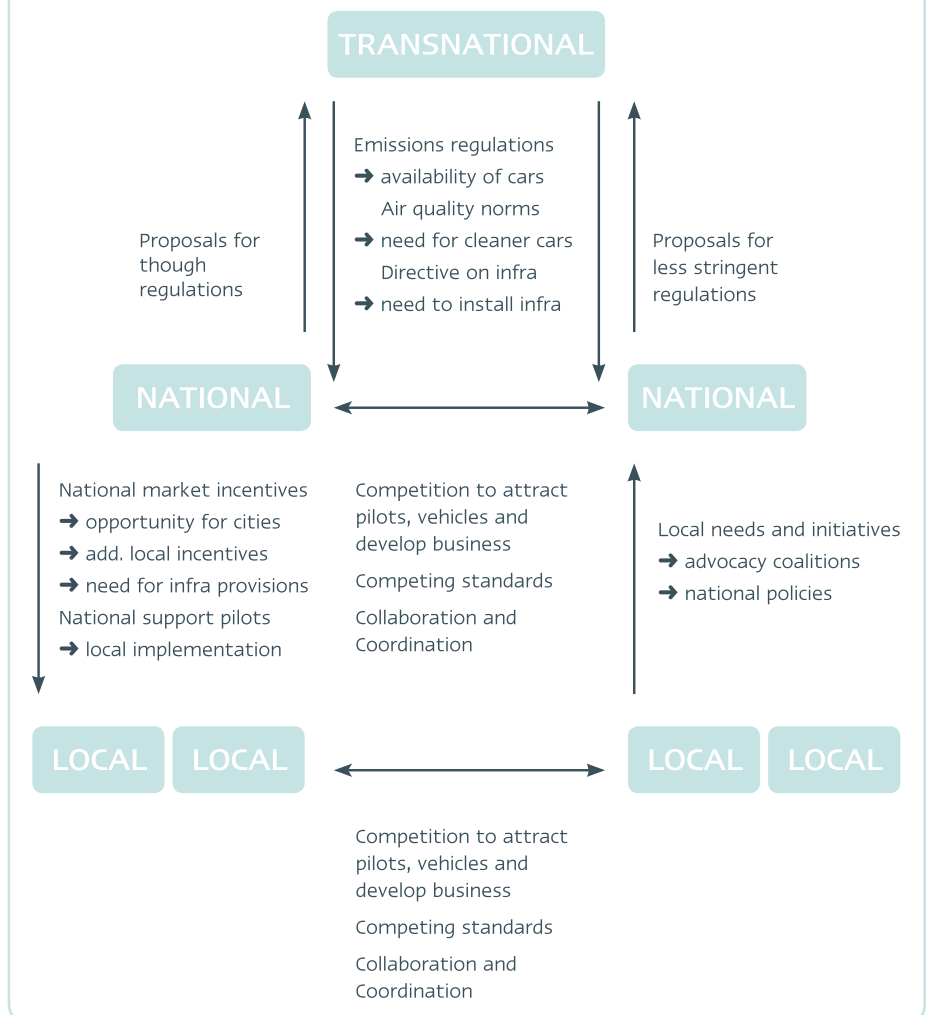 TRANSNATIONAL
Emissions regulations
➜ availability of cars
Air quality norms
➜ need for cleaner cars
Directive on infra
➜ need to install infra
Proposals for
though
regulations
Proposals for
less stringent
regulations
NATIONAL
NATIONAL
National market incentives
➜ opportunity for cities
➜ add. local incentives
➜ need for infra provisions
National support pilots
➜ local implementation
Competition to attract
pilots, vehicles and
develop business
Competing standards
Collaboration and
Coordination
Local needs and initiatives
➜ advocacy coalitions
➜ national policies
LOCAL
LOCAL
LOCAL
LOCAL
Competition to attract
pilots, vehicles and
develop business
Competing standards
Collaboration and
Coordination